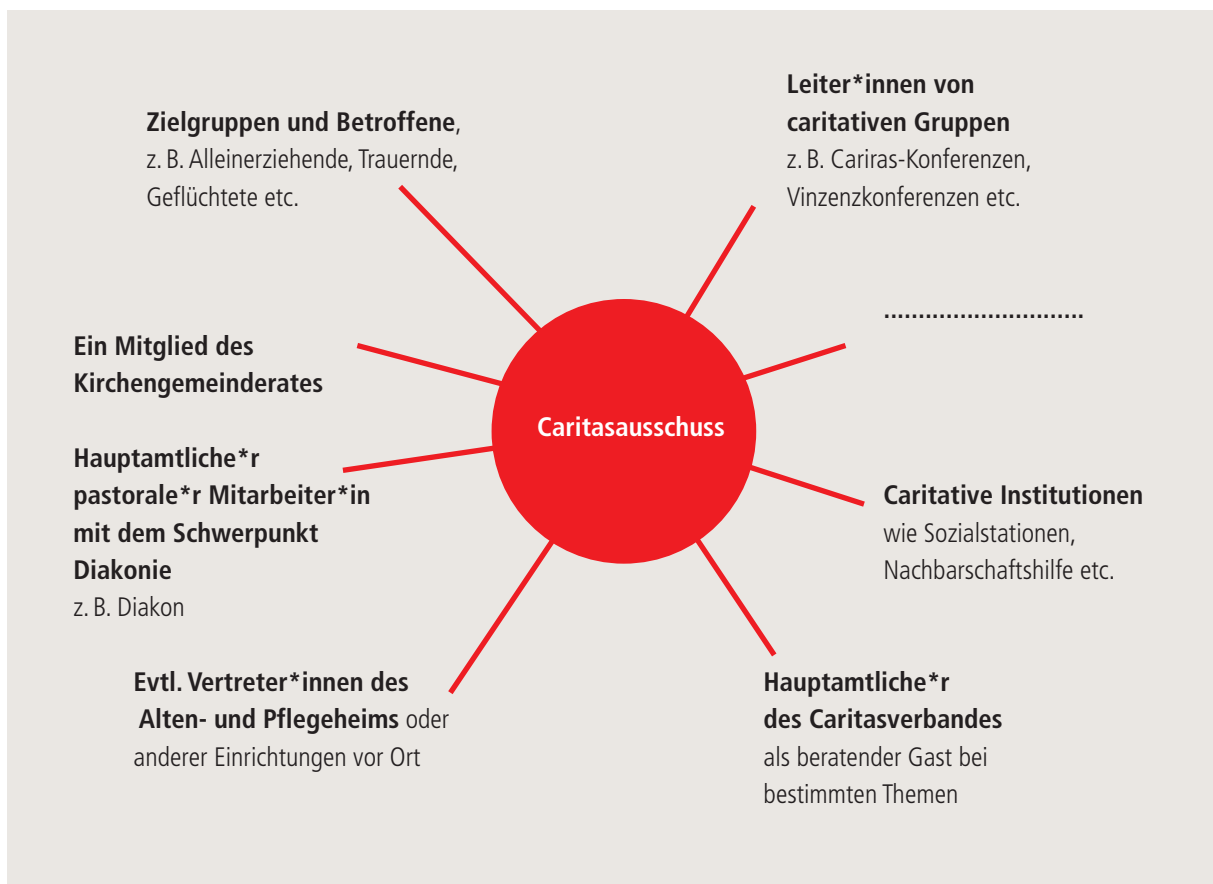 Zielgruppen und Betroffene,
z. B. Alleinerziehende, Trauernde,
Geflüchtete etc.
Leiter*innen von
caritativen Gruppen
z. B. Cariras-Konferenzen,
Vinzenzkonferenzen etc.
.............................
Ein Mitglied des
Kirchengemeinderates
Caritasausschuss
Hauptamtliche*r
pastorale*r Mitarbeiter*in
mit dem Schwerpunkt
Diakonie
z. B. Diakon
Caritative Institutionen
wie Sozialstationen,
Nachbarschaftshilfe etc.
Evtl. Vertreter*innen des
Alten- und Pflegeheims oder
anderer Einrichtungen vor Ort
Hauptamtliche*r
des Caritasverbandes
als beratender Gast bei
bestimmten Themen